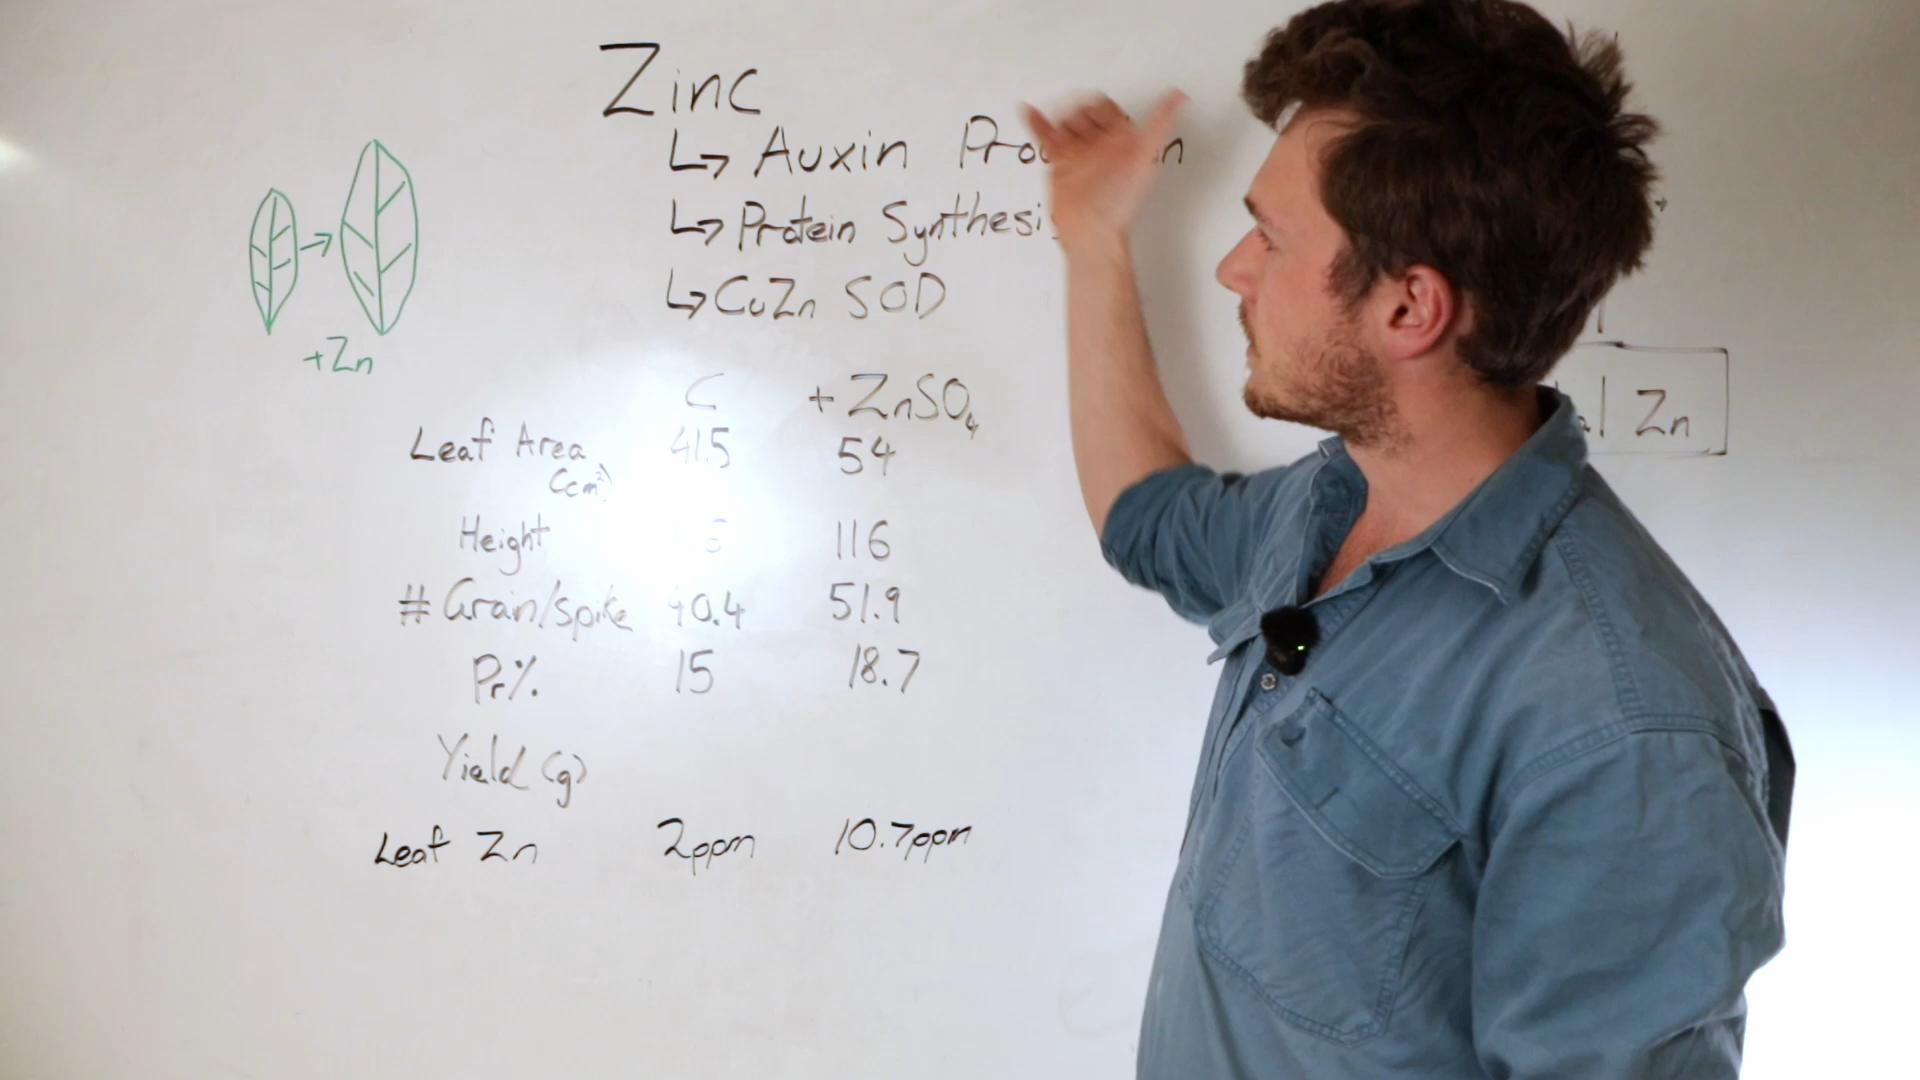 Zinc
↳ Auxin
↳ Protein Synthesis
↳ CuZn SOD
+Zn
C +ZnSO₄
Leaf Area 41.5 54
(cm²)
Height 116
# Grain/spike 40.4 51.9
Pr% 15 18.7
Yield (g)
Leaf Zn 2ppm 10.7ppm
Zn